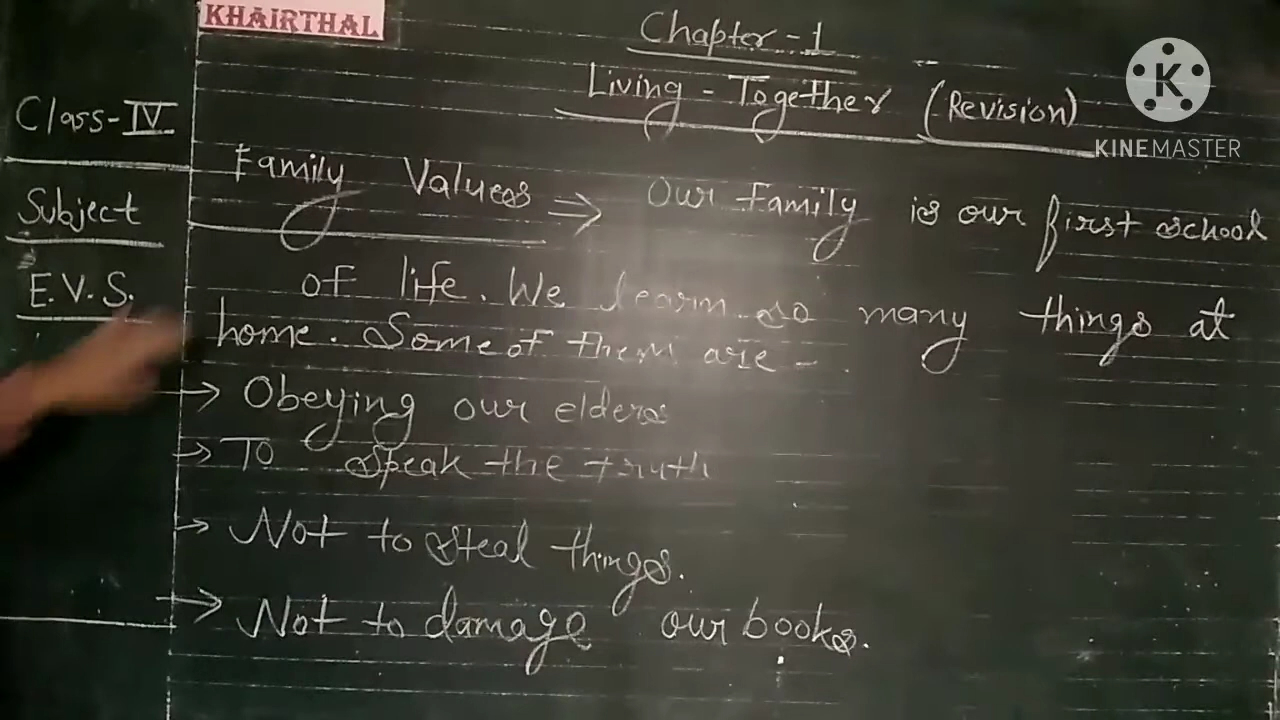 KHAIRTHAL
Chapter - 1
Living - Together (Revision)
K
KINEMASTER
Class - IV
Subject
E.V.S.
Family Values ⇒ Our Family is our first school
of life. We learn so many things at
home. Some of them are -
→ Obeying our elders
→ To speak the truth
→ Not to steal things.
→ Not to damage our books.